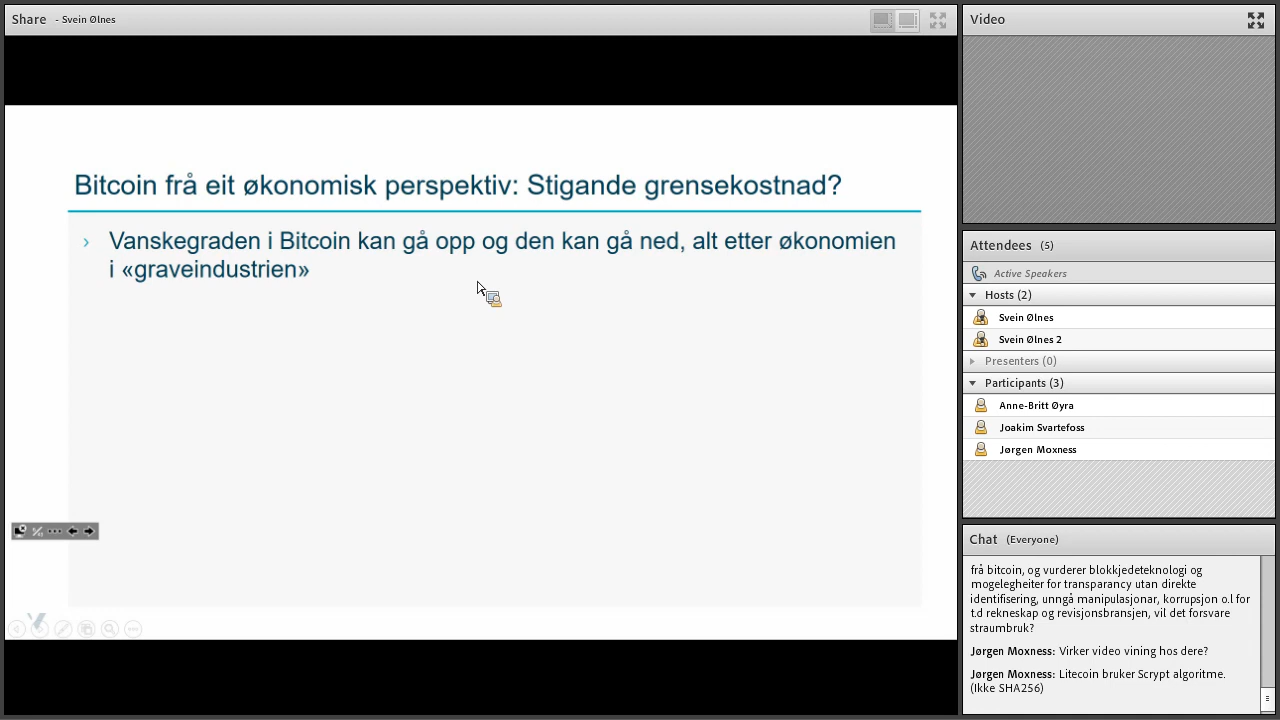 Share - Svein Ølnes
Bitcoin frå eit økonomisk perspektiv: Stigande grensekostnad?
› Vanskegraden i Bitcoin kan gå opp og den kan gå ned, alt etter økonomien
i «graveindustrien»
Video
Attendees (5)
Active Speakers
Hosts (2)
Svein Ølnes
Svein Ølnes 2
Presenters (0)
Participants (3)
Anne-Britt Øyra
Joakim Svartefoss
Jørgen Moxness
Chat (Everyone)
frå bitcoin, og vurderer blokkjedeteknologi og
mogelegheiter for transparancy utan direkte
identifisering, unngå manipulasjonar, korrupsjon o.l for
t.d rekneskap og revisjonsbransjen, vil det forsvare
straumbruk?
Jørgen Moxness: Virker video vining hos dere?
Jørgen Moxness: Litecoin bruker Scrypt algoritme.
(Ikke SHA256)